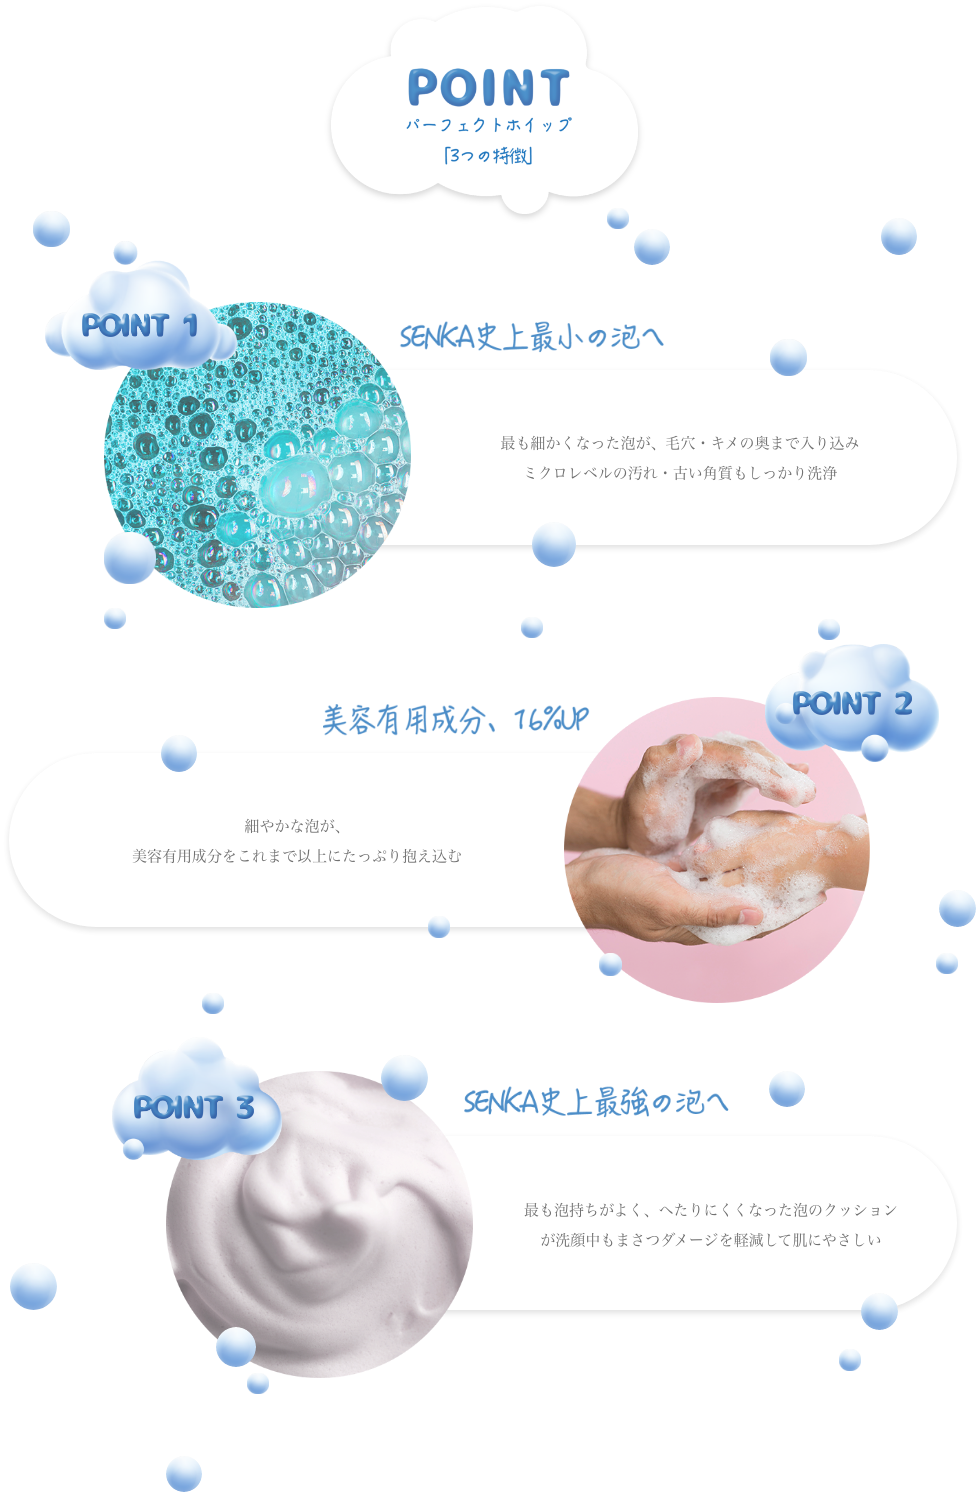 POINT
パーフェクトホイップ
「3つの特徴」
POINT 1
SENKA史上最小の泡へ
最も細かくなった泡が、毛穴・キメの奥まで入り込み
ミクロレベルの汚れ・古い角質もしっかり洗浄
POINT 2
美容有用成分、16%UP
細やかな泡が、
美容有用成分をこれまで以上にたっぷり抱え込む
POINT 3
SENKA史上最強の泡へ
最も泡持ちがよく、へたりにくくなった泡のクッション
が洗顔中もまさつダメージを軽減して肌にやさしい